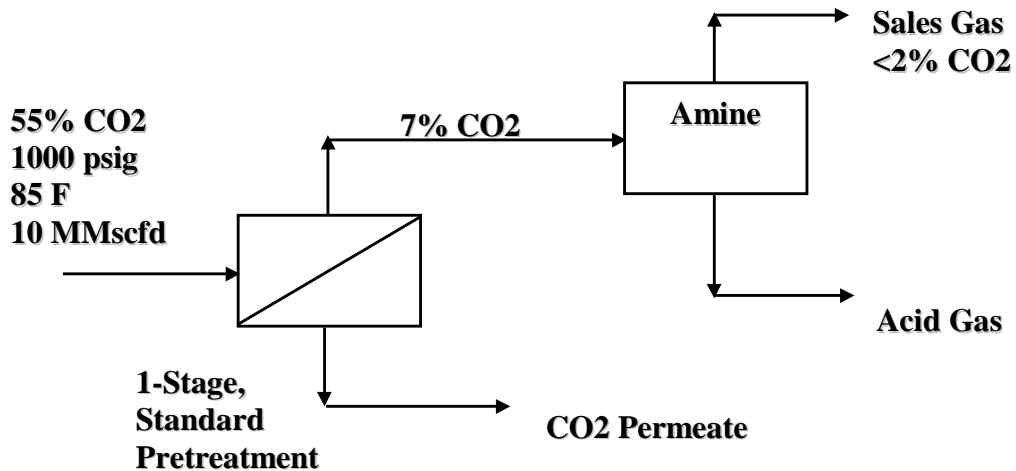 Sales Gas
<2% CO2
55% CO2
1000 psig
85 F
10 MMscfd
7% CO2
Amine
Acid Gas
1-Stage,
Standard
Pretreatment
CO2 Permeate